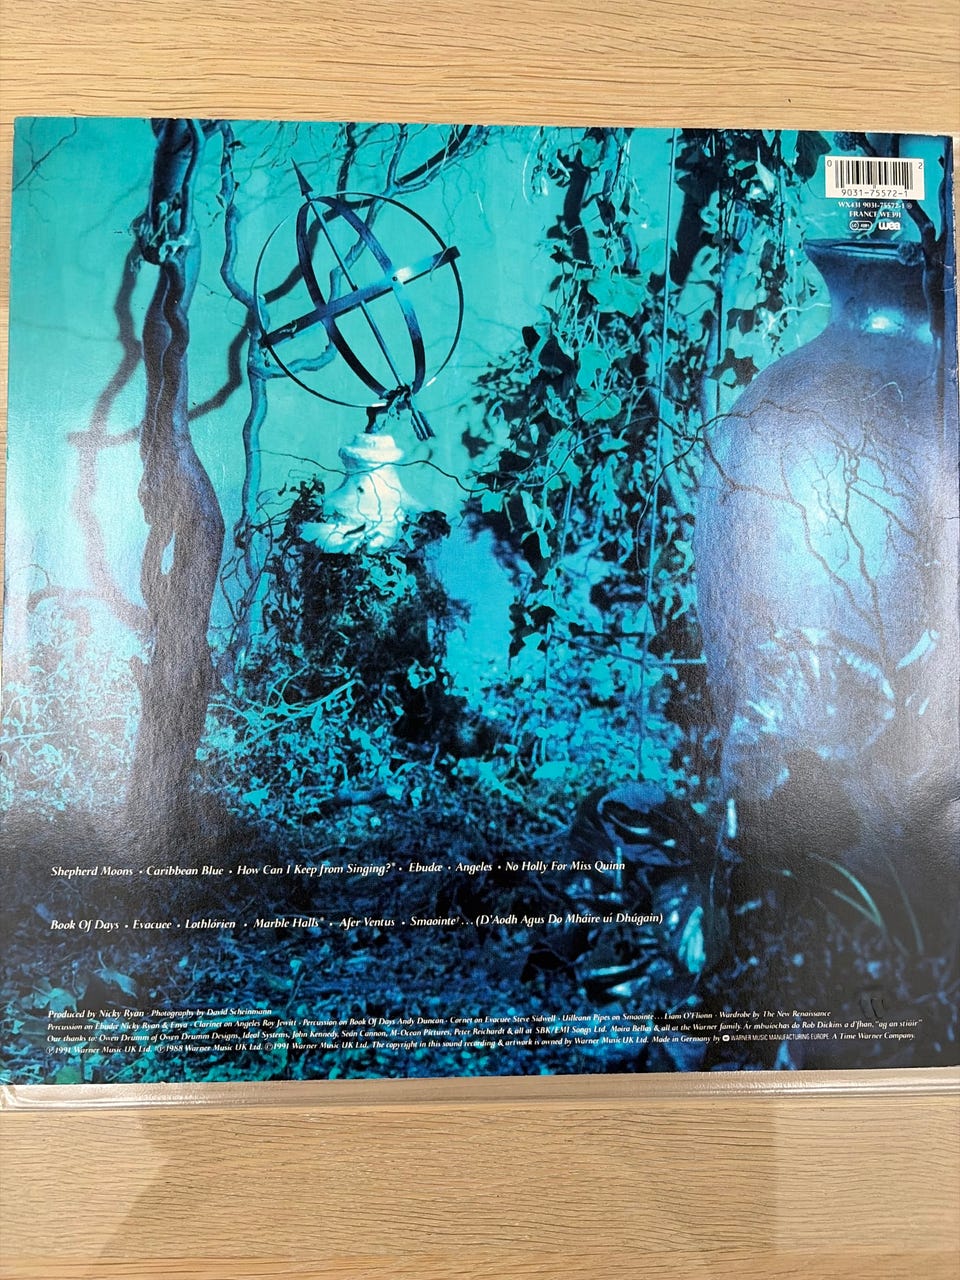 0 2
9031-75572-1
WX431 9031-75572-1
FRANCE WE 391
LC 4281 wea
Shepherd Moons · Caribbean Blue · How Can I Keep from Singing?* · Ebudæ · Angeles · No Holly For Miss Quinn
Book Of Days · Evacuee · Lothlórien · Marble Halls* · Afer Ventus · Smaointe† ... (D'Aodh Agus Do Mháire uí Dhúgain)
Produced by Nicky Ryan · Photography by David Scheinmann
Percussion on Ebudæ Nicky Ryan & Enya · Clarinet on Angeles Roy Jewitt · Percussion on Book Of Days Andy Duncan · Cornet on Evacuee Steve Sidwell · Uilleann Pipes on Smaointe... Liam O'Flionn · Wardrobe by The New Renaissance
Our thanks to: Owen Drumm of Owen Drumm Designs, Ideal Systems, John Kennedy, Seán Cannon, M-Ocean Pictures, Peter Reichardt & all at SBK/EMI Songs Ltd. Moira Bellas & all at the Warner family. Ár mbuíochas do Rob Dickins a d'fhan, "ag an stiúir"
℗1991 Warner Music UK Ltd. *℗1988 Warner Music UK Ltd. ©1991 Warner Music UK Ltd. The copyright in this sound recording & artwork is owned by Warner Music UK Ltd. Made in Germany by WARNER MUSIC MANUFACTURING EUROPE. A Time Warner Company.